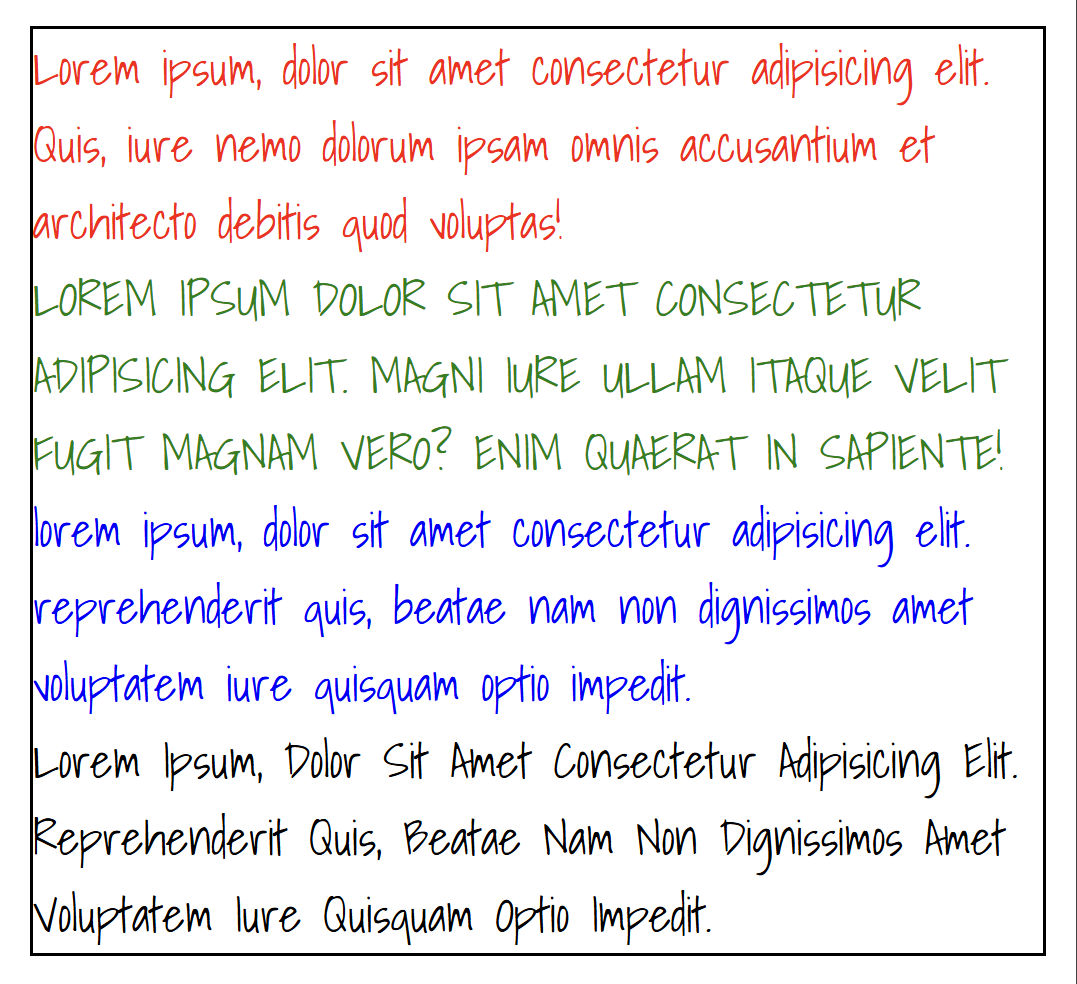 Lorem ipsum, dolor sit amet consectetur adipisicing elit.
Quis, iure nemo dolorum ipsam omnis accusantium et
architecto debitis quod voluptas!
LOREM IPSUM DOLOR SIT AMET CONSECTETUR
ADIPISICING ELIT. MAGNI IURE ULLAM ITAQUE VELIT
FUGIT MAGNAM VERO? ENIM QUAERAT IN SAPIENTE!
lorem ipsum, dolor sit amet consectetur adipisicing elit.
reprehenderit quis, beatae nam non dignissimos amet
voluptatem iure quisquam optio impedit.
Lorem Ipsum, Dolor Sit Amet Consectetur Adipisicing Elit.
Reprehenderit Quis, Beatae Nam Non Dignissimos Amet
Voluptatem Iure Quisquam Optio Impedit.